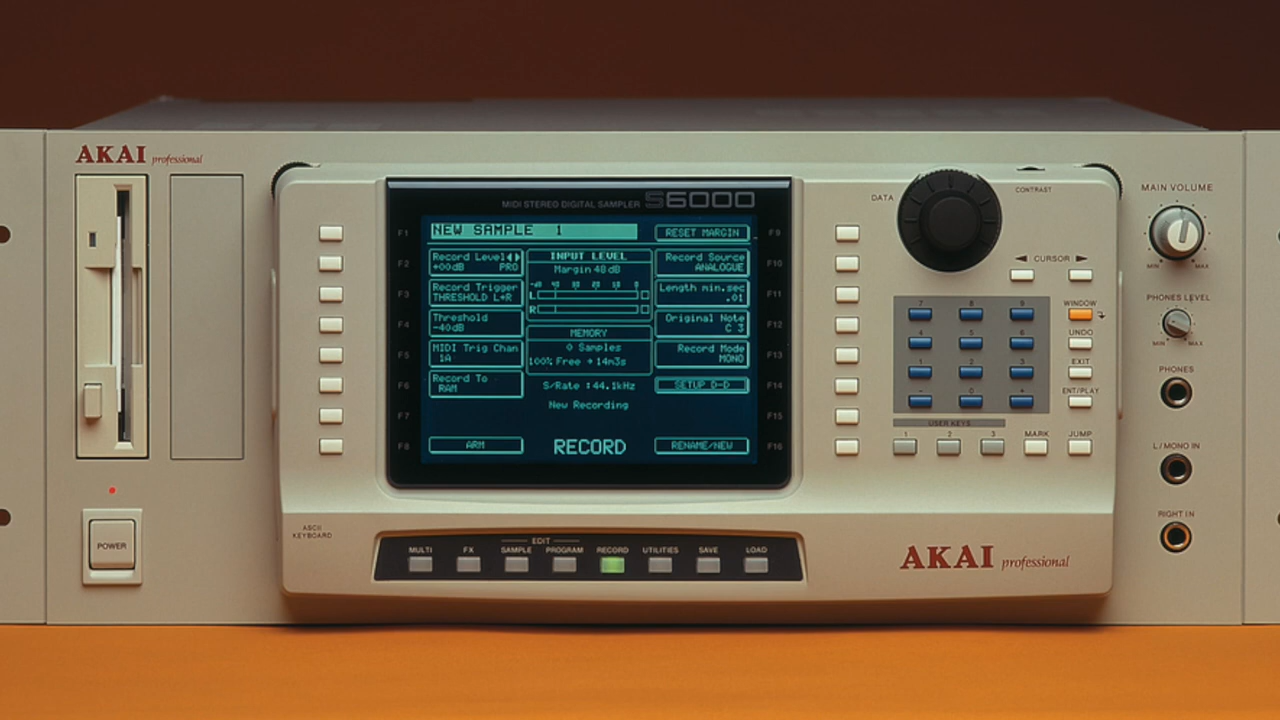 AKAI professional
MIDI STEREO DIGITAL SAMPLER S6000
F1
F2
F3
F4
F5
F6
F7
F8
NEW SAMPLE 1
RESET MARGIN
Record Level
+00dB PRO
Record Trigger
THRESHOLD L+R
Threshold
-40dB
MIDI Trig Chan
1A
Record To
RAM
ARM
INPUT LEVEL
Margin 48dB
L
R
MEMORY
0 Samples
100% Free
14m3s
S/Rate :44.1kHz
New Recording
RECORD
Record Source
ANALOGUE
Length min.sec
.01
Original Note
C 3
Record Mode
MONO
SETUP D-D
RENAME/NEW
F9
F10
F11
F12
F13
F14
F15
F16
DATA
CONTRAST
CURSOR
7 8 9
4 5 6
1 2 3
- 0 +
WINDOW
UNDO
EXIT
ENT/PLAY
USER KEYS
1 2 3 MARK JUMP
MAIN VOLUME
MIN MAX
PHONES LEVEL
MIN MAX
PHONES
L/MONO IN
RIGHT IN
POWER
ASCII
KEYBOARD
EDIT
MULTI FX SAMPLE PROGRAM RECORD UTILITIES SAVE LOAD
AKAI professional